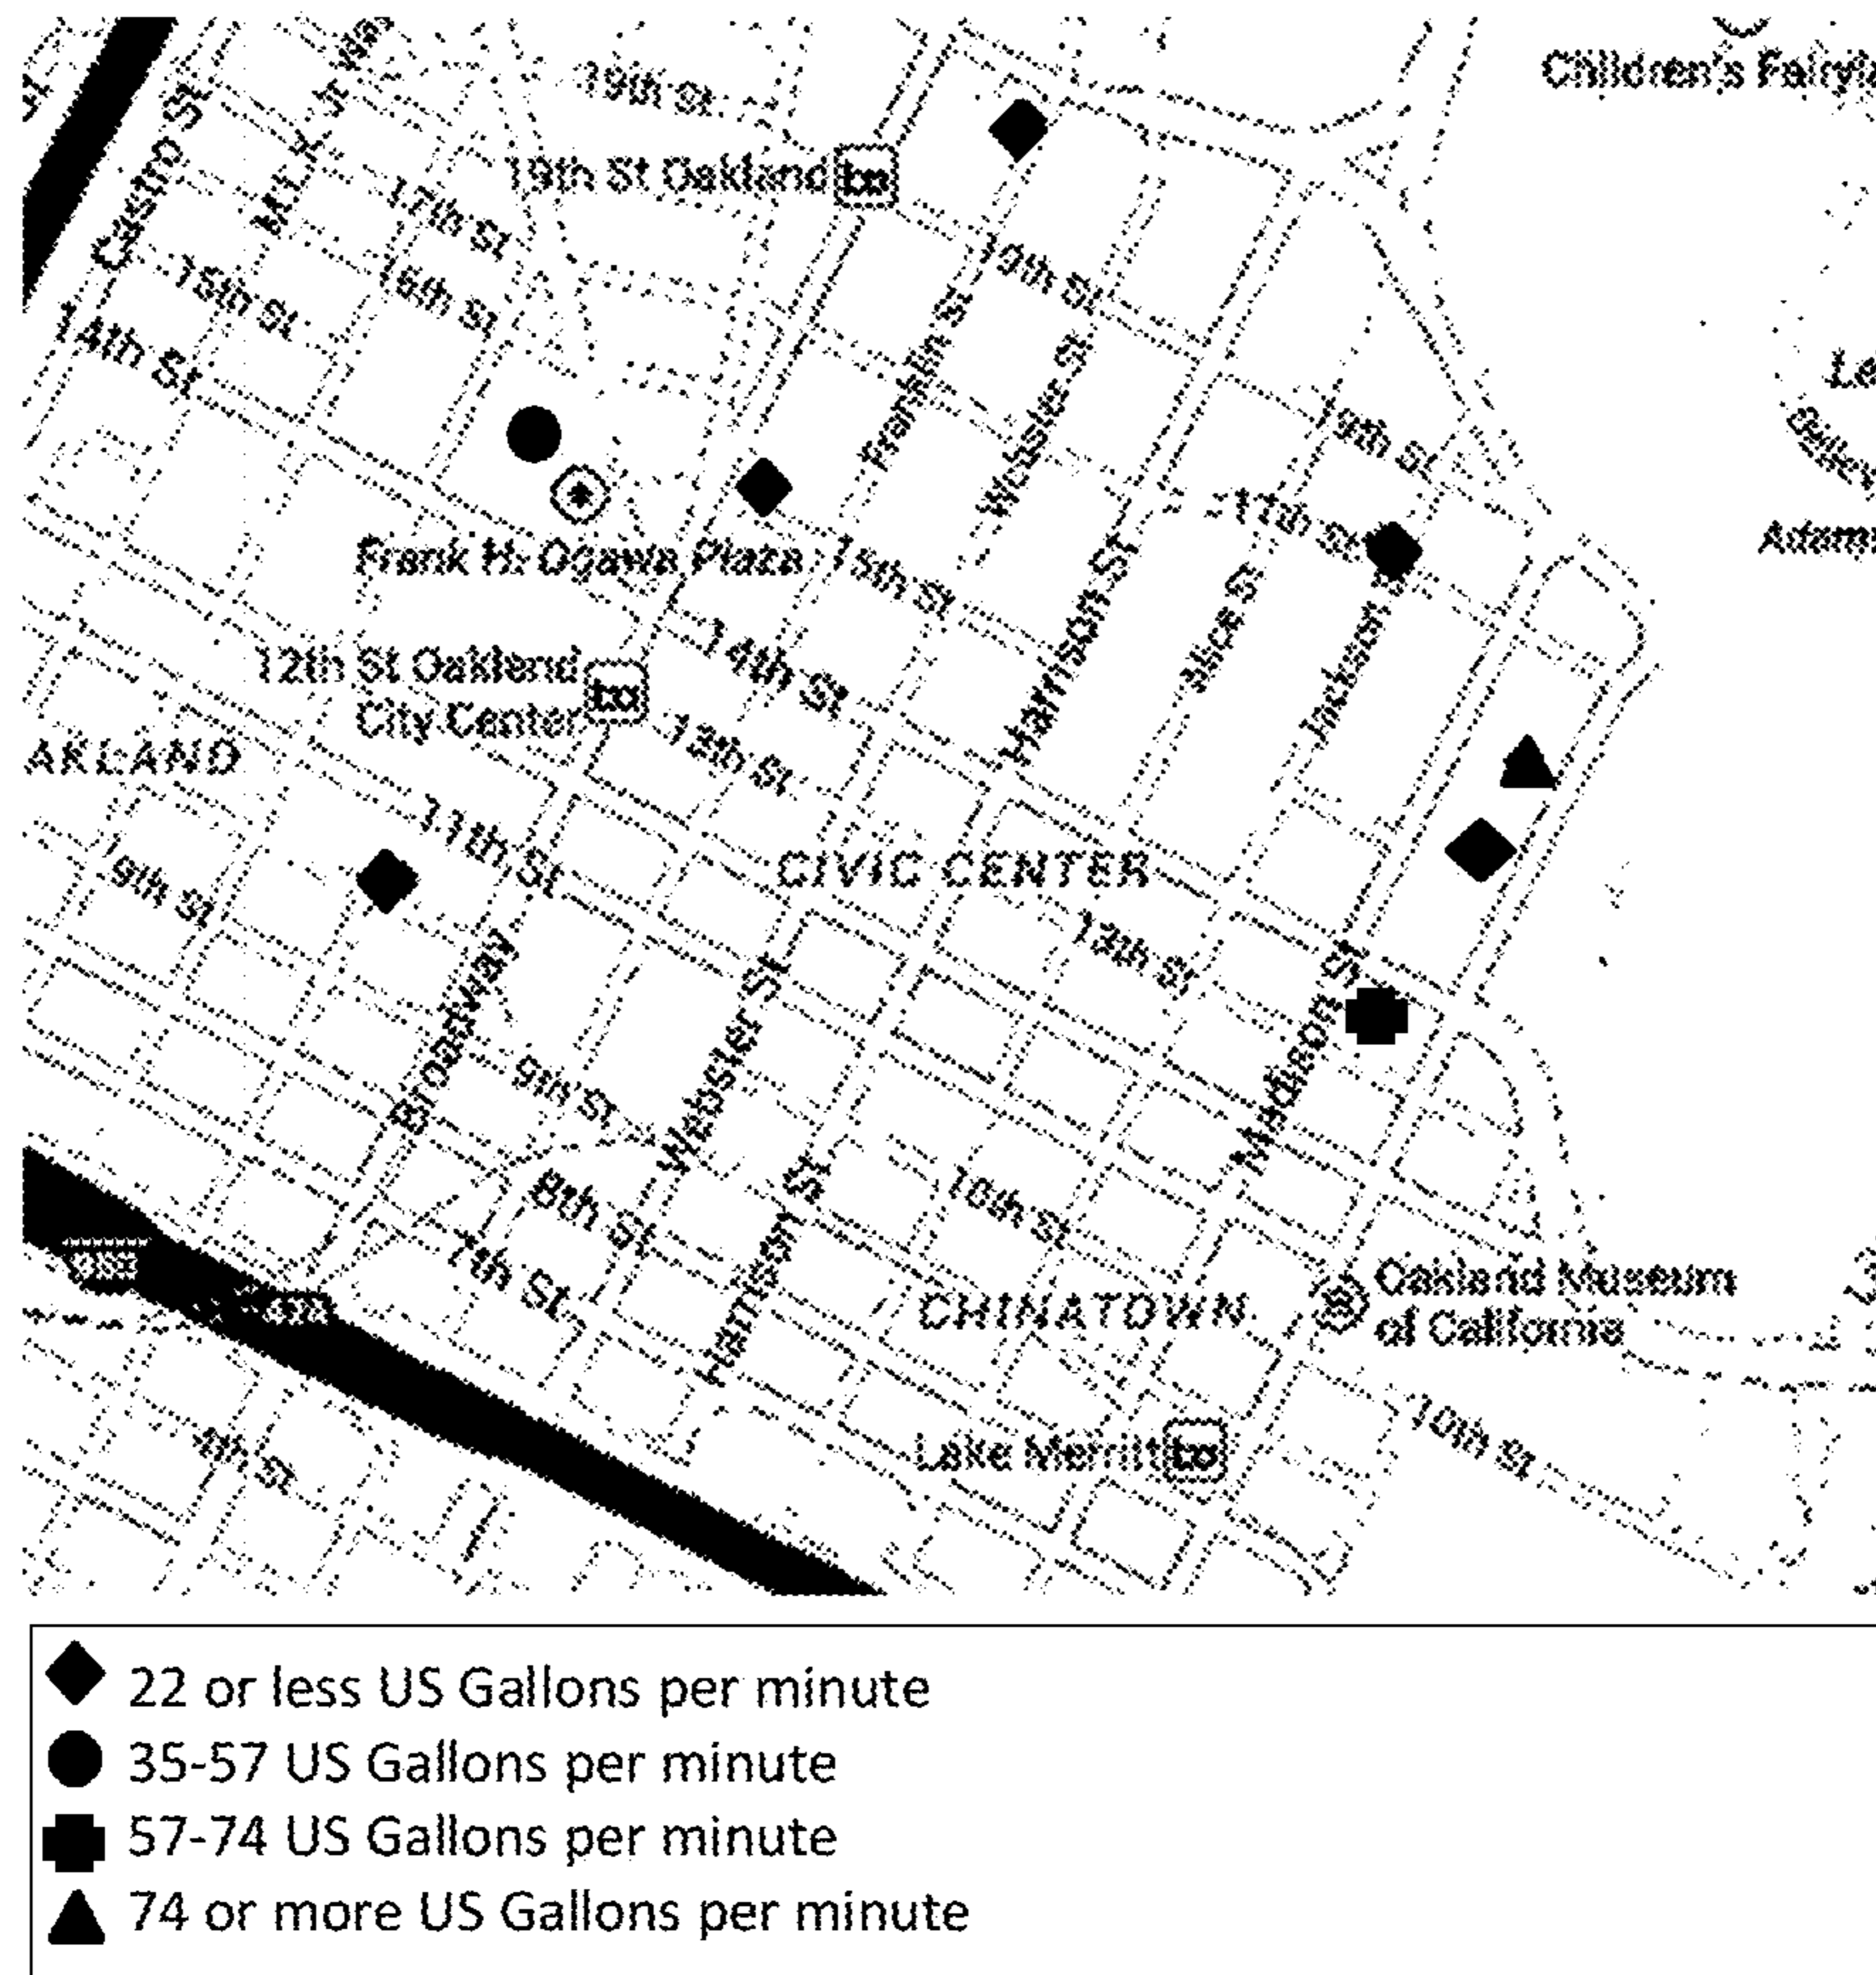 Children's Fairyla
19th St
19th St Oakland
Castro St
17th St
19th St
15th St
16th St
14th St
Franklin St
Webster St
19th St
17th St
Frank H. Ogawa Plaza
15th St
Harrison St
Alice St
Jackson
Adams
12th St Oakland
City Center
14th St
12th St
AKLAND
11th St
CIVIC CENTER
9th St
13th St
Madison St
Broadway
Webster St
9th St
8th St
10th St
7th St
Harrison St
CHINATOWN
Oakland Museum
of California
Lake Merritt
10th St
22 or less US Gallons per minute
35-57 US Gallons per minute
57-74 US Gallons per minute
74 or more US Gallons per minute